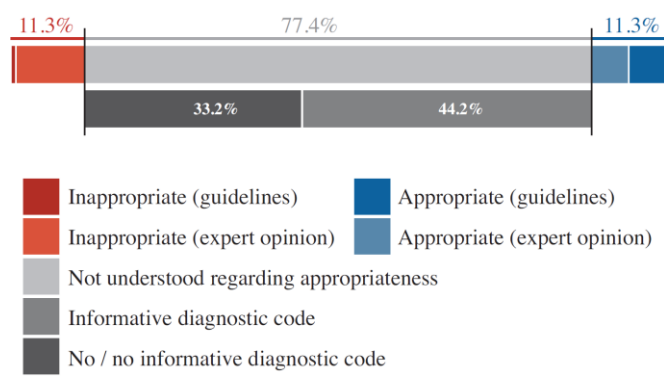 11.3% 77.4% 11.3%
33.2% 44.2%
Inappropriate (guidelines) Appropriate (guidelines)
Inappropriate (expert opinion) Appropriate (expert opinion)
Not understood regarding appropriateness
Informative diagnostic code
No / no informative diagnostic code